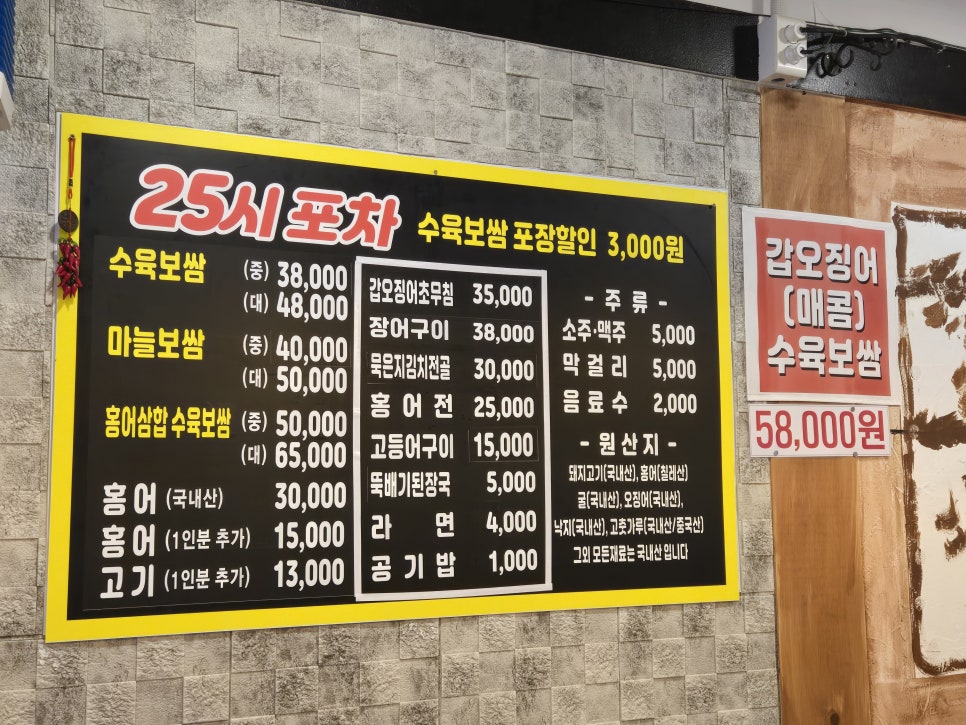 25시 포차
수육보쌈 포장할인 3,000원
수육보쌈 (중) 38,000
(대) 48,000
마늘보쌈 (중) 40,000
(대) 50,000
홍어삼합 수육보쌈 (중) 50,000
(대) 65,000
홍어 (국내산) 30,000
홍어 (1인분 추가) 15,000
고기 (1인분 추가) 13,000
갑오징어초무침 35,000
장어구이 38,000
묵은지김치전골 30,000
홍어전 25,000
고등어구이 15,000
뚝배기된장국 5,000
라면 4,000
공기밥 1,000
- 주류 -
소주·맥주 5,000
막걸리 5,000
음료수 2,000
- 원산지 -
돼지고기(국내산), 홍어(칠레산)
굴(국내산), 오징어(국내산),
낙지(국내산), 고춧가루(국내산/중국산)
그외 모든재료는 국내산 입니다
갑오징어
(매콤)
수육보쌈
58,000원